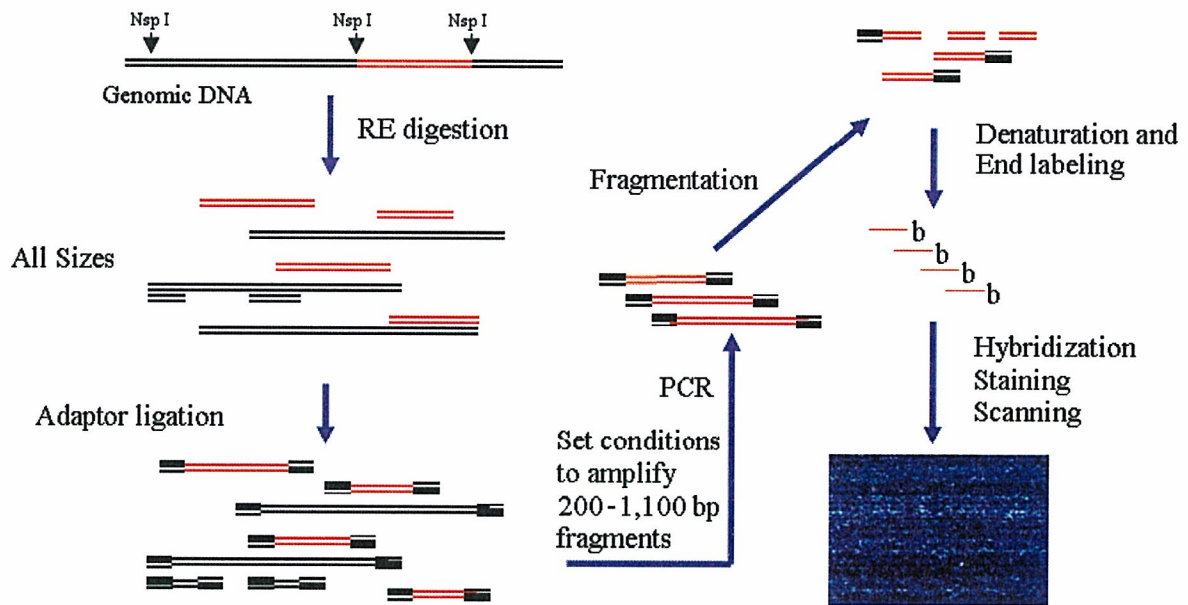 Nsp I
Nsp I
Nsp I
Genomic DNA
RE digestion
All Sizes
Adaptor ligation
PCR
Set conditions
to amplify
200-1,100 bp
fragments
Fragmentation
Denaturation and
End labeling
b
b
b
b
Hybridization
Staining
Scanning